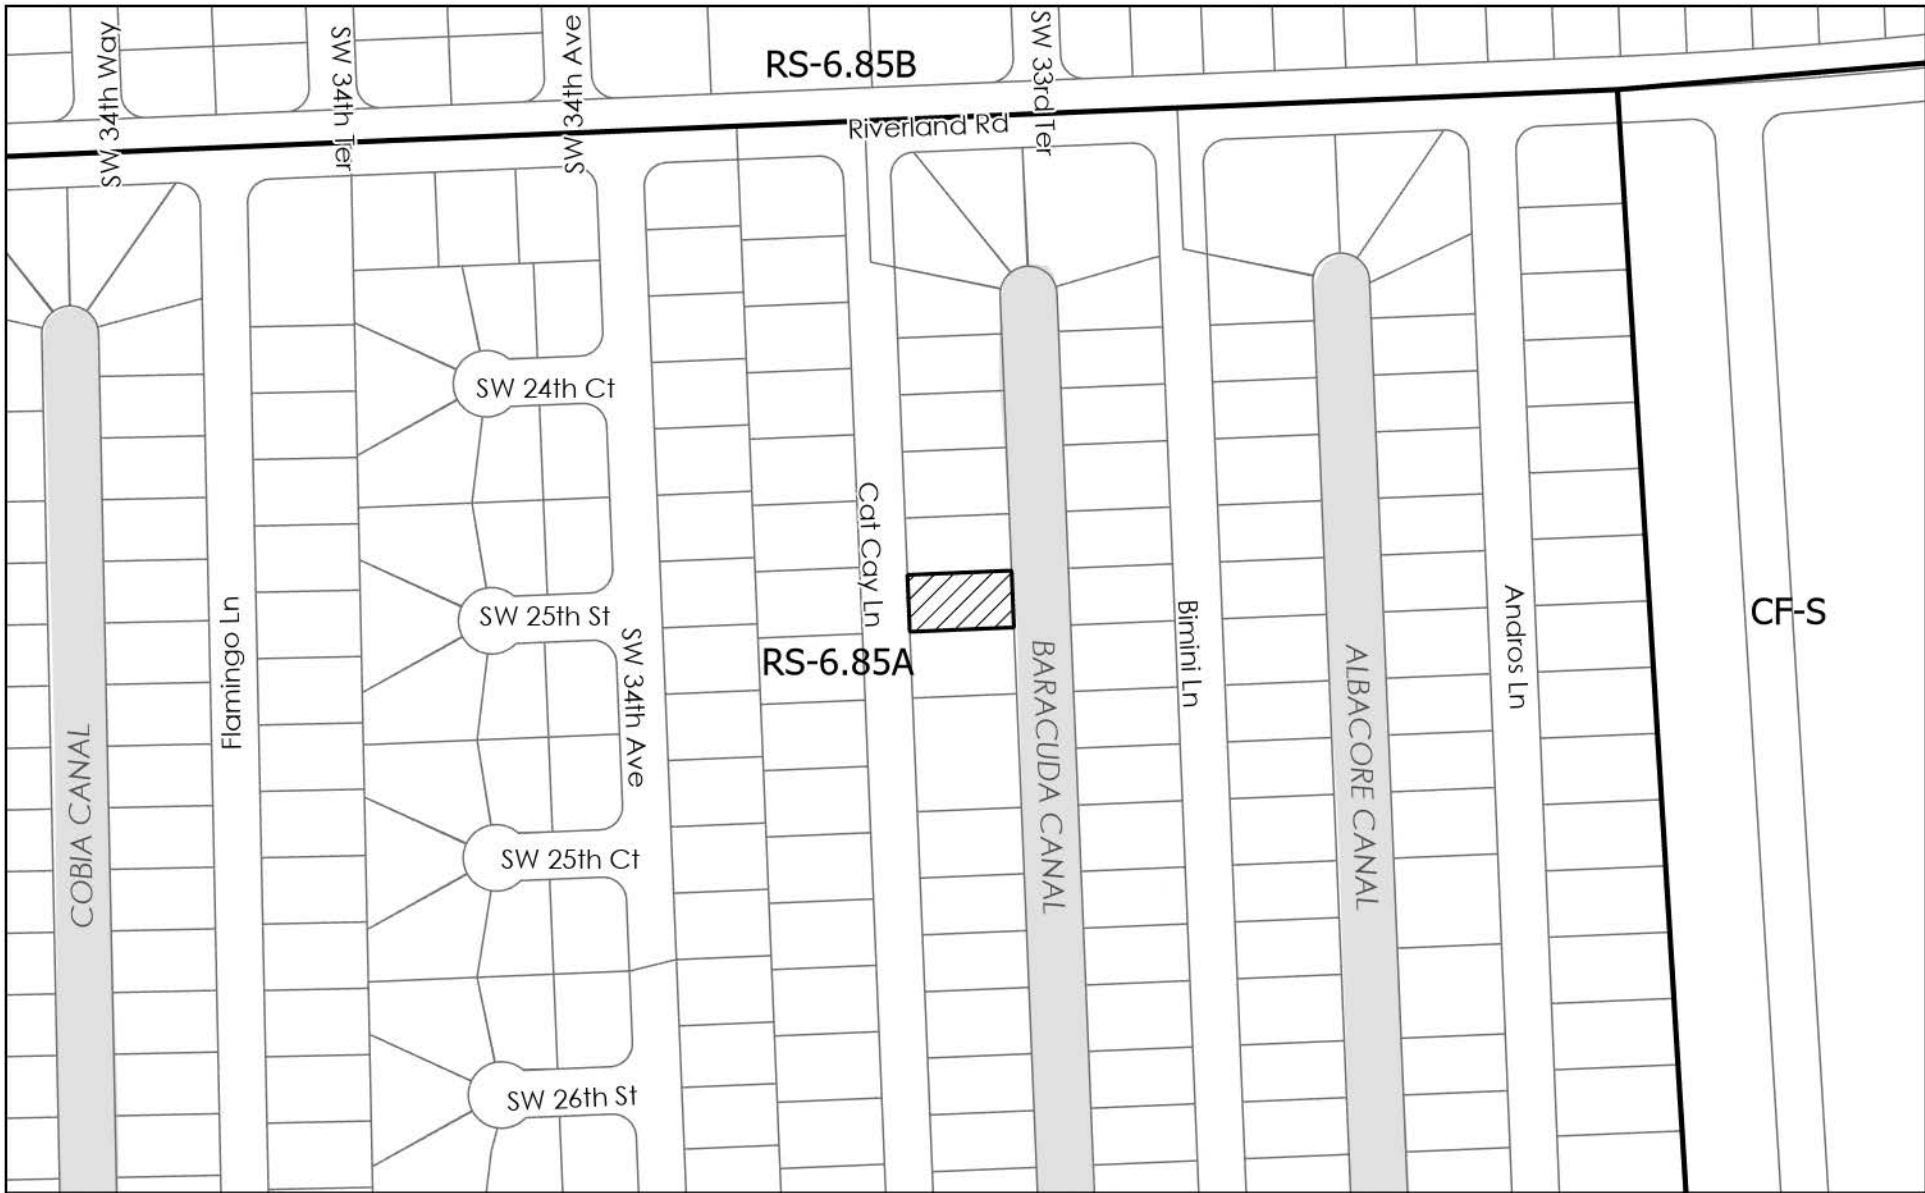 SW 34th Way
SW 34th Ter
SW 34th Ave
RS-6.85B
SW 33rd Ter
Riverland Rd
SW 24th Ct
Cat Cay Ln
SW 25th St
Flamingo Ln
SW 34th Ave
RS-6.85A
BARACUDA CANAL
Bimini Ln
ALBACORE CANAL
Andros Ln
CF-S
COBIA CANAL
SW 25th Ct
SW 26th St